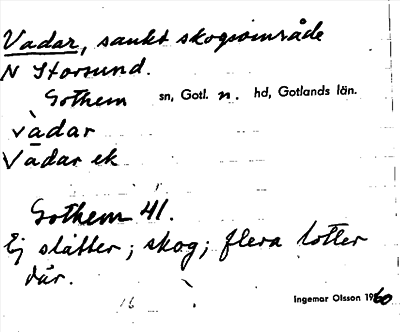 Vadar, sankt skogsområde
N Storsund.
Gothem sn, Gotl. n. hd, Gotlands län.
vàdar
Vādar ek
Gothem 41.
Ej slåtter; skog; flera lotter
där.
16
Ingemar Olsson 1960